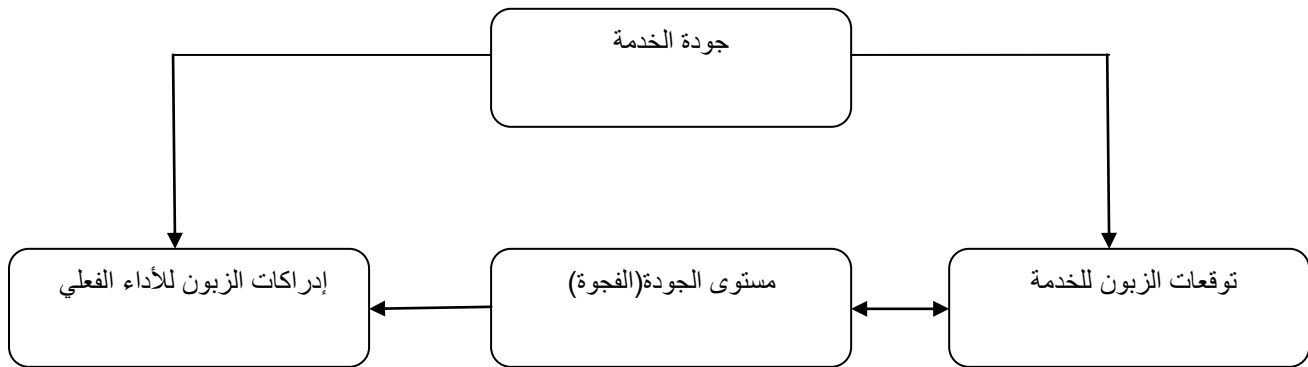 جودة الخدمة
توقعات الزبون للخدمة
مستوى الجودة(الفجوة)
إدراكات الزبون للأداء الفعلي